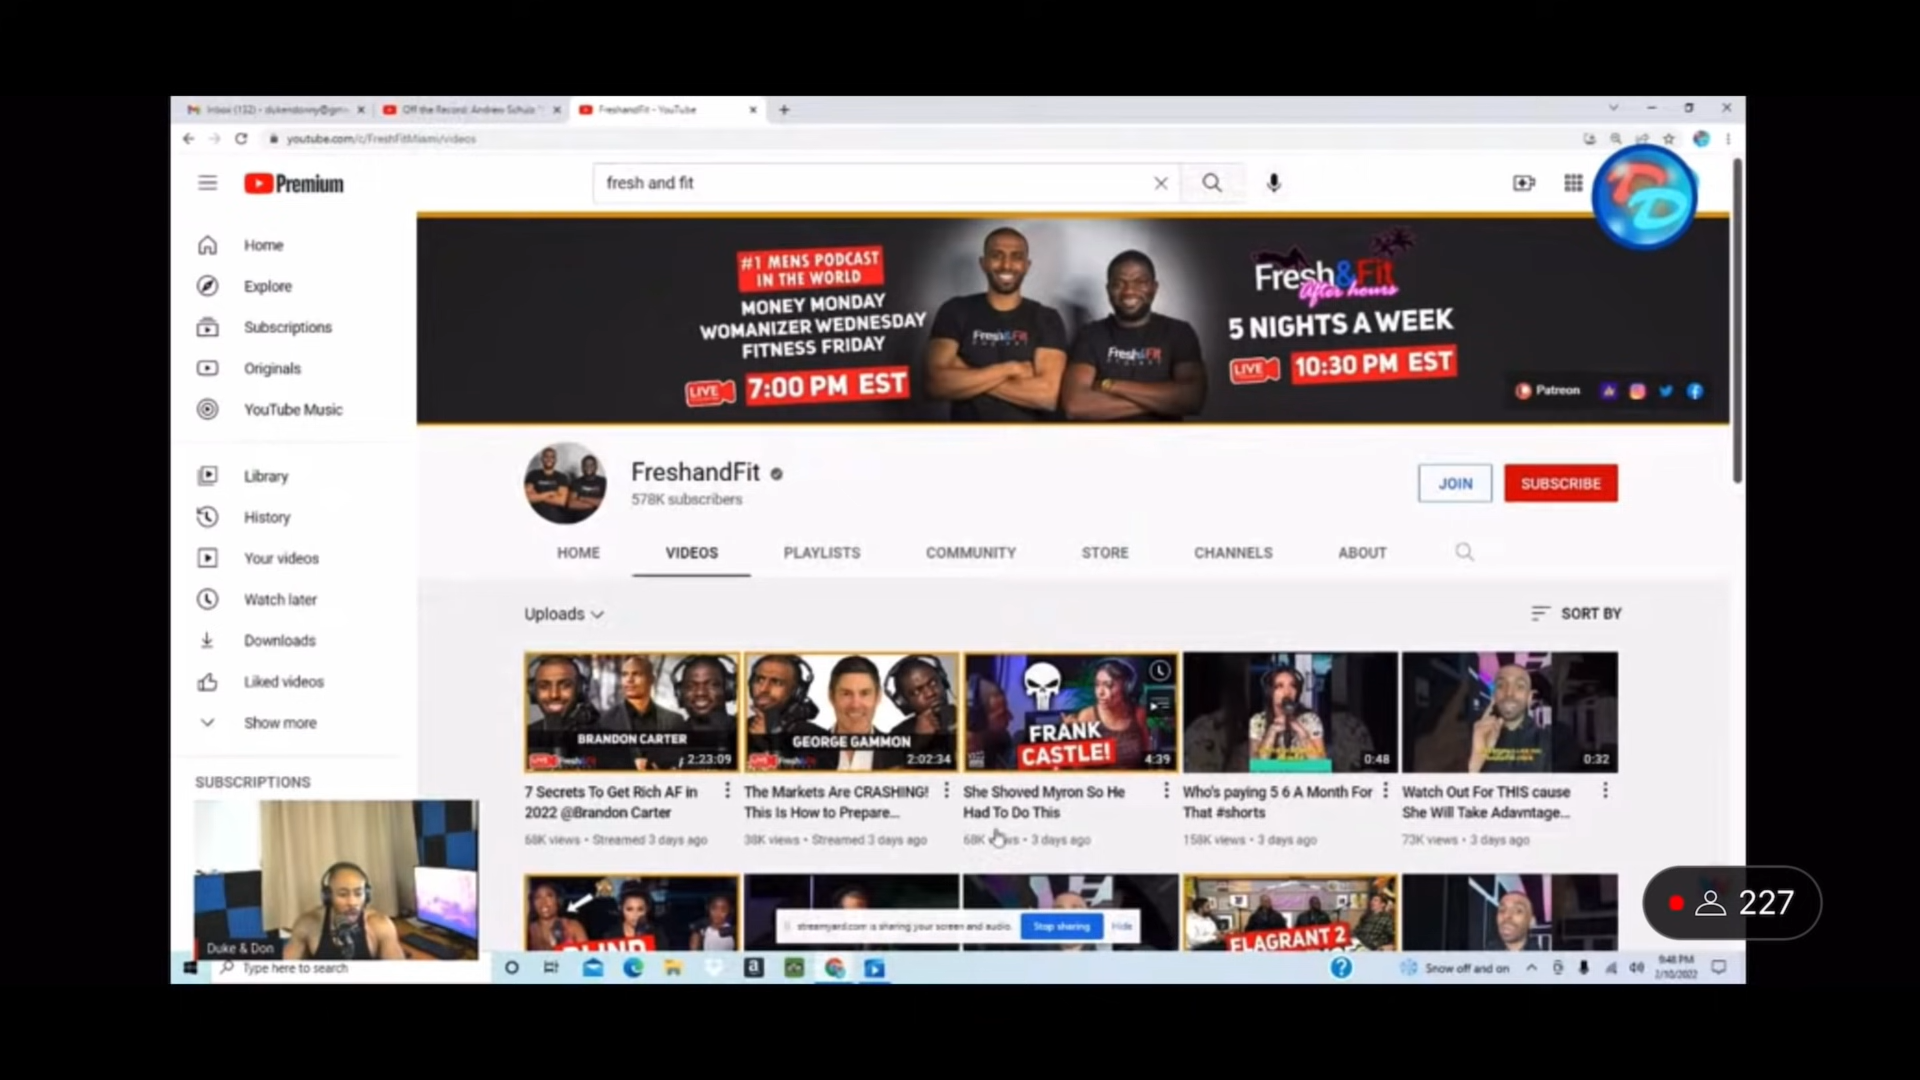 Inbox (132) - dukendonny@gm
Off the Record: Andrew Schulz
FreshandFit - YouTube
youtube.com/c/FreshFitMiami/videos
Premium
fresh and fit
DD
Home
Explore
Subscriptions
Originals
YouTube Music
Library
History
Your videos
Watch later
Downloads
Liked videos
Show more
SUBSCRIPTIONS
#1 MENS PODCAST
IN THE WORLD
MONEY MONDAY
WOMANIZER WEDNESDAY
FITNESS FRIDAY
LIVE 7:00 PM EST
Fresh&Fit
Fresh&Fit
Fresh&Fit
After hours
5 NIGHTS A WEEK
LIVE 10:30 PM EST
Patreon
FreshandFit
578K subscribers
JOIN
SUBSCRIBE
HOME VIDEOS PLAYLISTS COMMUNITY STORE CHANNELS ABOUT
Uploads
SORT BY
BRANDON CARTER
2:23:09
7 Secrets To Get Rich AF in
2022 @Brandon Carter
68K views • Streamed 3 days ago
GEORGE GAMMON
2:02:34
The Markets Are CRASHING!
This Is How to Prepare...
38K views • Streamed 3 days ago
FRANK
CASTLE!
4:39
She Shoved Myron So He
Had To Do This
68K • 3 days ago
0:48
Who's paying 5 6 A Month For
That #shorts
158K views • 3 days ago
0:32
Watch Out For THIS cause
She Will Take Adavntage...
73K views • 3 days ago
FLAGRANT 2
streamyard.com is sharing your screen and audio.
Stop sharing
Hide
Duke & Don
227
Type here to search
Snow off and on
9:48 PM
2/10/2022